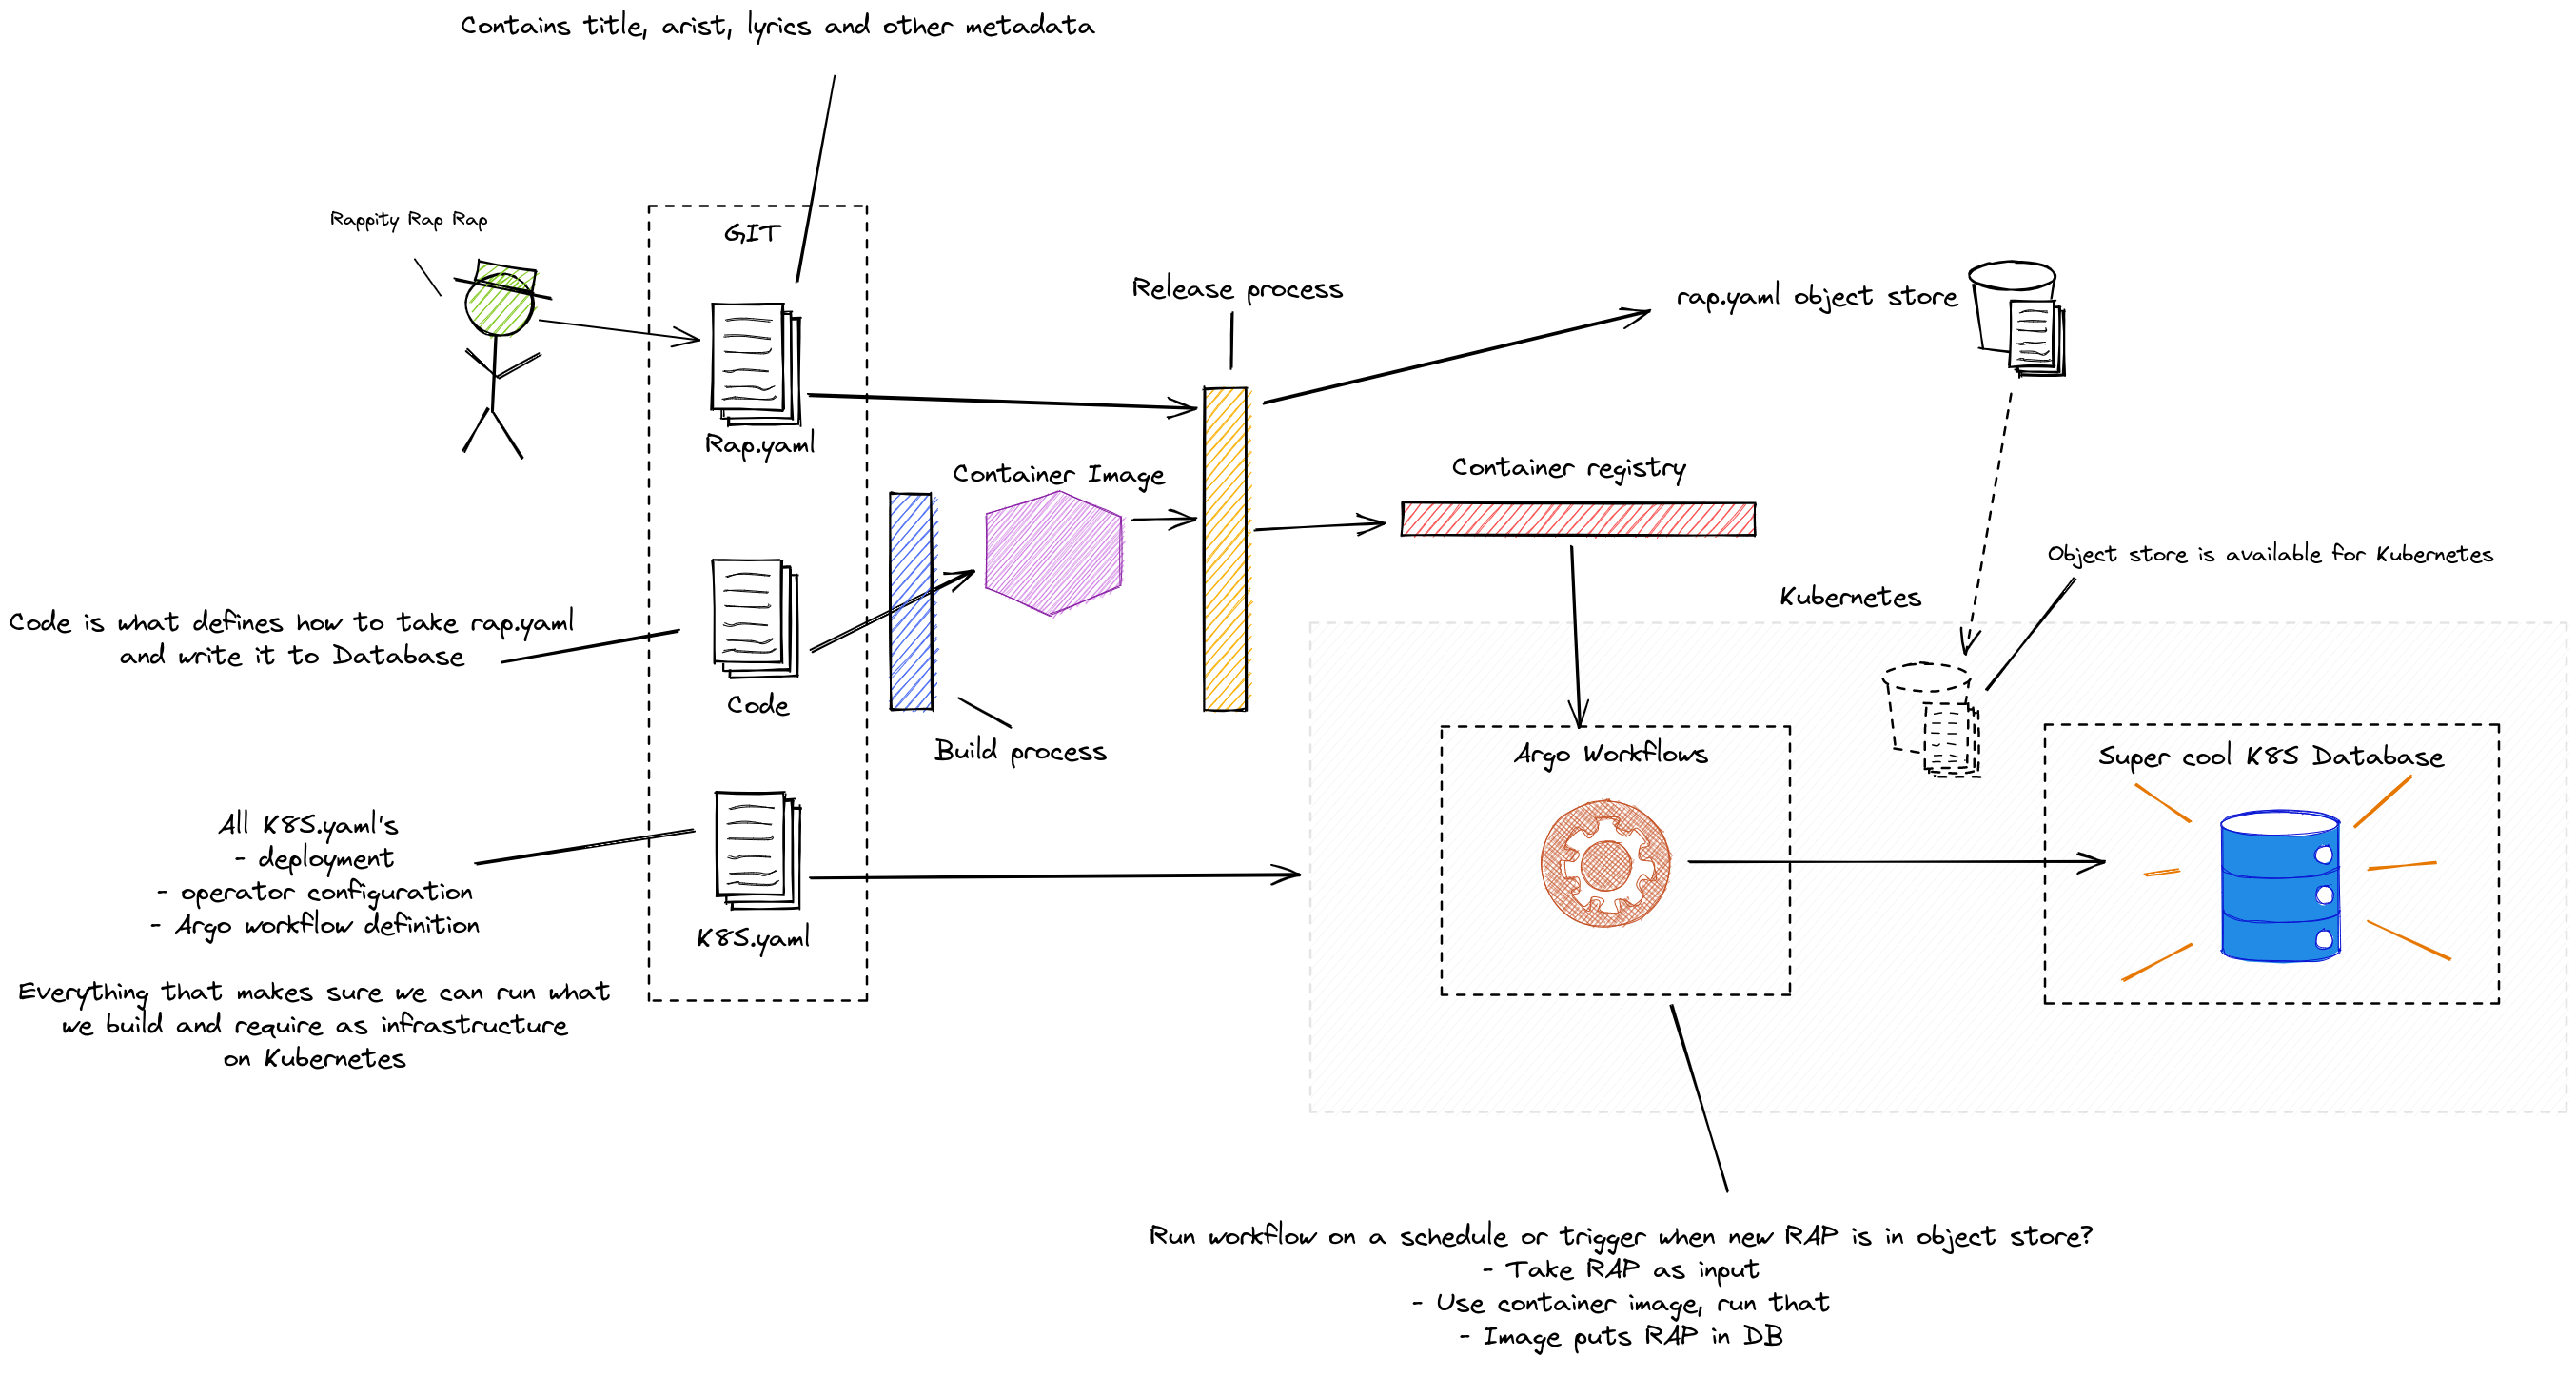 Contains title, arist, lyrics and other metadata
Rappity Rap Rap
GIT
Rap.yaml
Release process
rap.yaml object store
Container Image
Container registry
Object store is available for Kubernetes
Kubernetes
Code is what defines how to take rap.yaml
and write it to Database
Code
Build process
Argo Workflows
Super cool K8S Database
All K8S.yaml's
- deployment
- operator configuration
- Argo workflow definition
Everything that makes sure we can run what
we build and require as infrastructure
on Kubernetes
K8S.yaml
Run workflow on a schedule or trigger when new RAP is in object store?
- Take RAP as input
- Use container image, run that
- Image puts RAP in DB